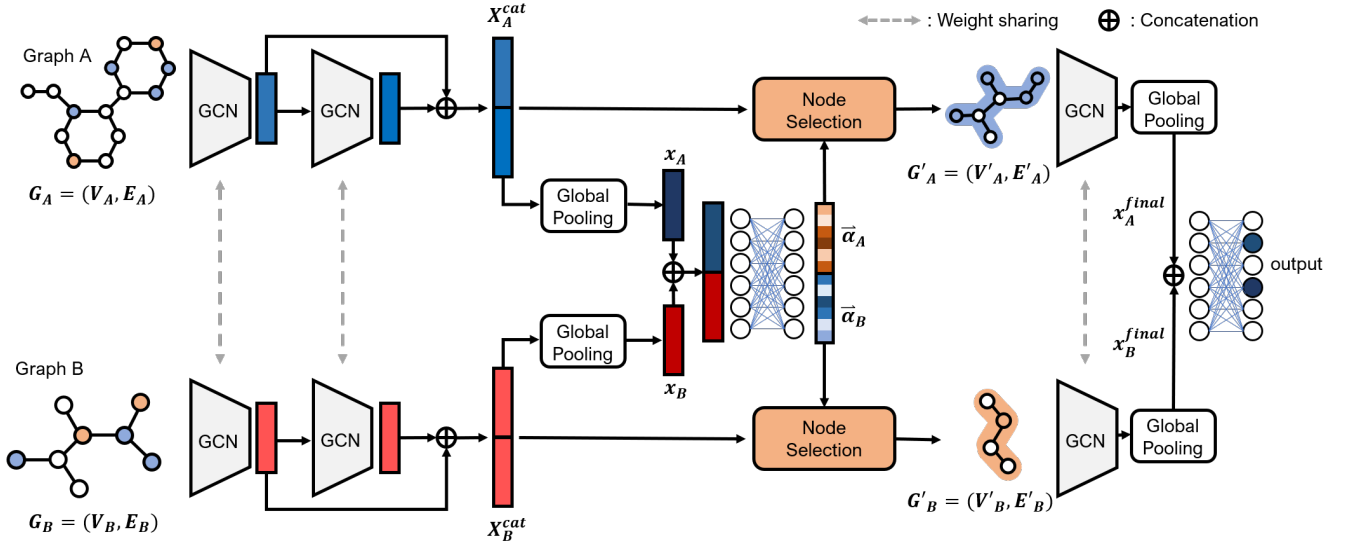 X_A^{cat}
: Weight sharing
: Concatenation
Graph A
GCN
GCN
Node
Selection
GCN
Global
Pooling
G_A = (V_A, E_A)
x_A
G'_A = (V'_A, E'_A)
Global
Pooling
x_A^{final}
α⃗_A
output
α⃗_B
Global
Pooling
x_B^{final}
Graph B
x_B
GCN
GCN
Node
Selection
GCN
Global
Pooling
G_B = (V_B, E_B)
X_B^{cat}
G'_B = (V'_B, E'_B)